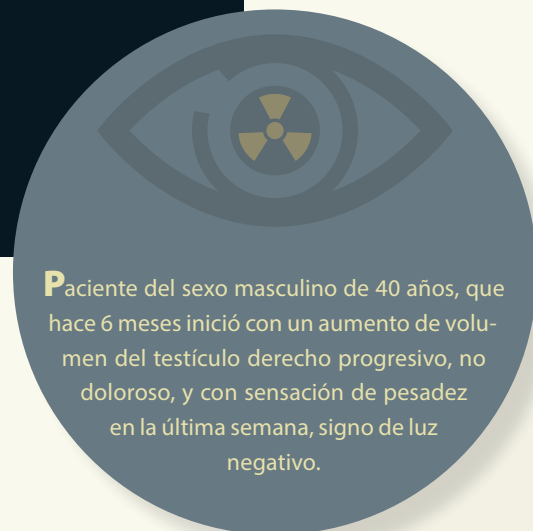 Paciente del sexo masculino de 40 años, que
hace 6 meses inició con un aumento de volu-
men del testículo derecho progresivo, no
doloroso, y con sensación de pesadez
en la última semana, signo de luz
negativo.